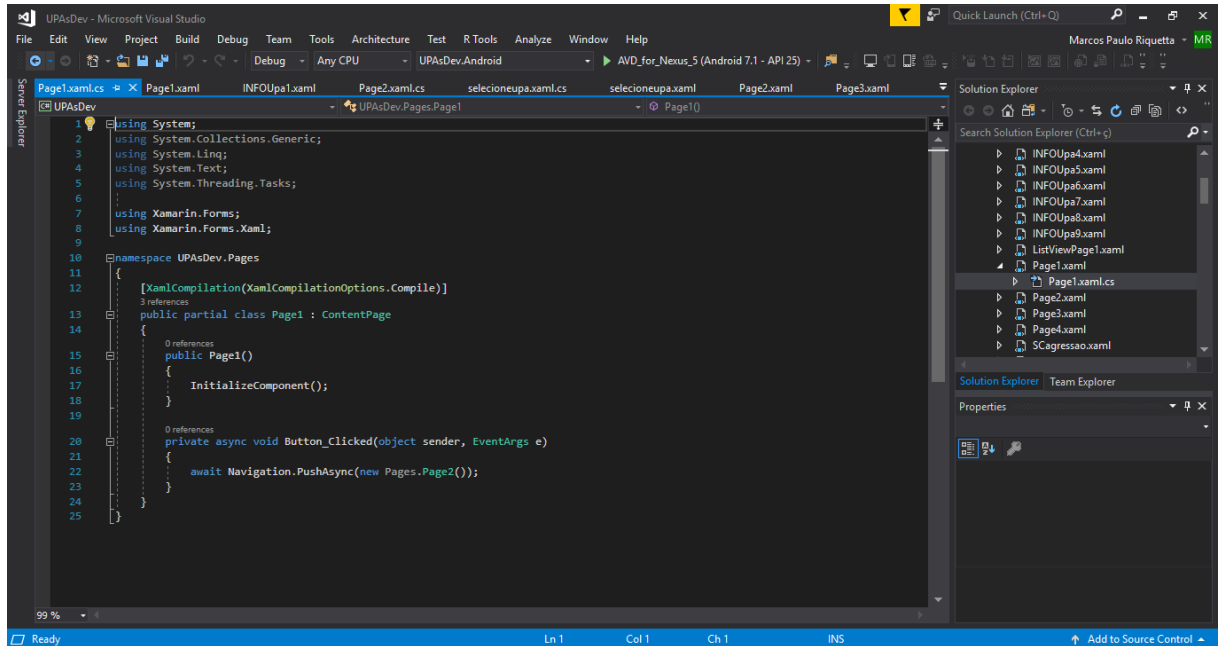 UPAsDev - Microsoft Visual Studio
Quick Launch (Ctrl+Q)
File Edit View Project Build Debug Team Tools Architecture Test R Tools Analyze Window Help
Marcos Paulo Riquetta MR
Debug Any CPU UPAsDev.Android AVD_for_Nexus_5 (Android 7.1 - API 25)
Server Explorer
Page1.xaml.cs Page1.xaml INFOUpa1.xaml Page2.xaml.cs selecioneupa.xaml.cs selecioneupa.xaml Page2.xaml Page3.xaml
UPAsDev UPAsDev.Pages.Page1 Page1()
1 using System;
2 using System.Collections.Generic;
3 using System.Linq;
4 using System.Text;
5 using System.Threading.Tasks;
6
7 using Xamarin.Forms;
8 using Xamarin.Forms.Xaml;
9
10 namespace UPAsDev.Pages
11 {
12 [XamlCompilation(XamlCompilationOptions.Compile)]
3 references
13 public partial class Page1 : ContentPage
14 {
0 references
15 public Page1()
16 {
17 InitializeComponent();
18 }
19
0 references
20 private async void Button_Clicked(object sender, EventArgs e)
21 {
22 await Navigation.PushAsync(new Pages.Page2());
23 }
24 }
25 }
99 %
Solution Explorer
Search Solution Explorer (Ctrl+ç)
INFOUpa4.xaml
INFOUpa5.xaml
INFOUpa6.xaml
INFOUpa7.xaml
INFOUpa8.xaml
INFOUpa9.xaml
ListViewPage1.xaml
Page1.xaml
Page1.xaml.cs
Page2.xaml
Page3.xaml
Page4.xaml
SCagressao.xaml
Solution Explorer Team Explorer
Properties
Ready Ln 1 Col 1 Ch 1 INS Add to Source Control